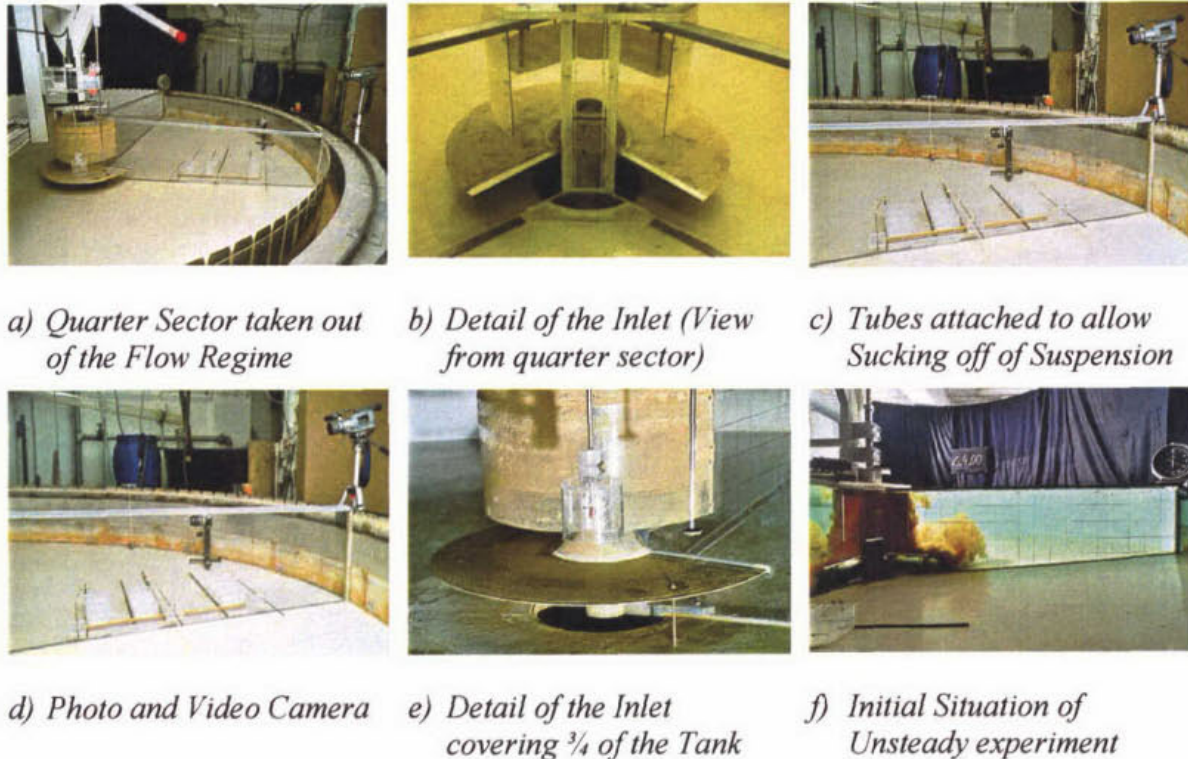 a) Quarter Sector taken out
of the Flow Regime
b) Detail of the Inlet (View
from quarter sector)
c) Tubes attached to allow
Sucking off of Suspension
d) Photo and Video Camera
e) Detail of the Inlet
covering ¾ of the Tank
f) Initial Situation of
Unsteady experiment